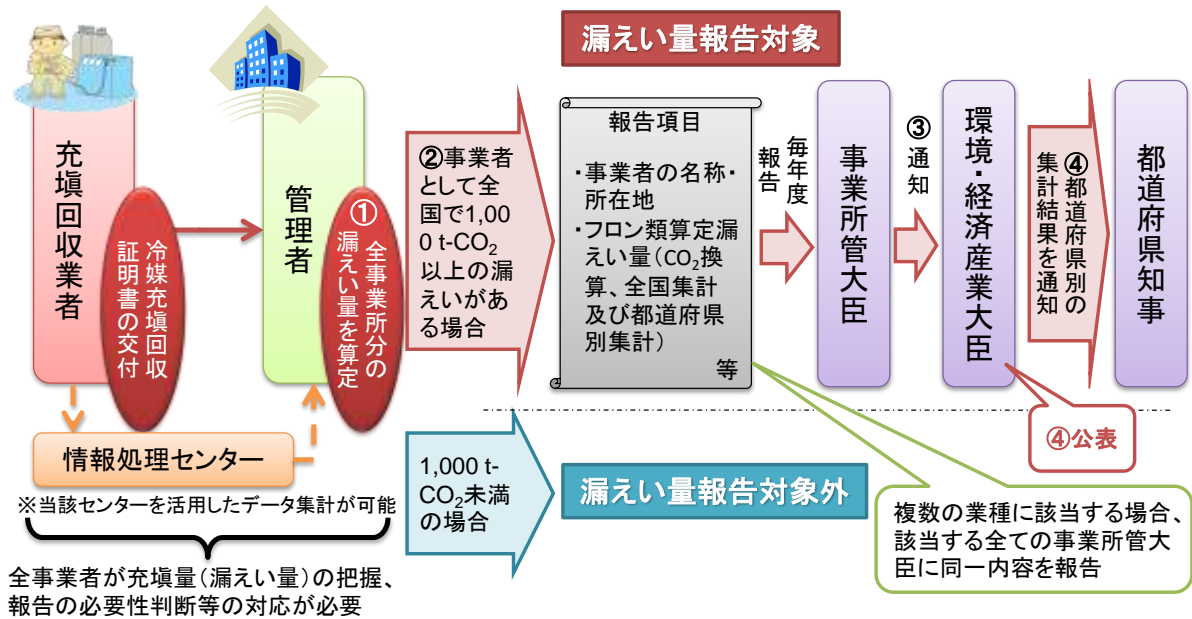 漏えい量報告対象
充填回収業者
冷媒充填回収
証明書の交付
管理者
①全事業所分の
漏えい量を算定
②事業者
として全
国で1,00
0 t-CO₂
以上の漏
えいがあ
る場合
報告項目
・事業者の名称・
所在地
・フロン類算定漏
えい量(CO₂換
算、全国集計
及び都道府県
別集計)
等
毎年度
報告
事業所管大臣
③通知
環境・経済産業大臣
④都道府県別の
集計結果を通知
都道府県知事
④公表
情報処理センター
※当該センターを活用したデータ集計が可能
全事業者が充填量(漏えい量)の把握、
報告の必要性判断等の対応が必要
1,000 t-
CO₂未満
の場合
漏えい量報告対象外
複数の業種に該当する場合、
該当する全ての事業所管大
臣に同一内容を報告